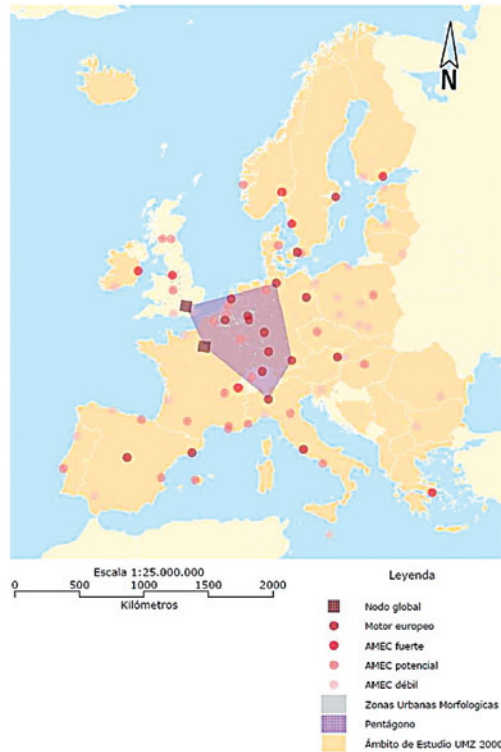 N
Escala 1:25.000.000
0 500 1000 1500 2000
Kilómetros
Leyenda
Nodo global
Motor europeo
AMEC fuerte
AMEC potencial
AMEC débil
Zonas Urbanas Morfologicas
Pentágono
Ámbito de Estudio UMZ 2000